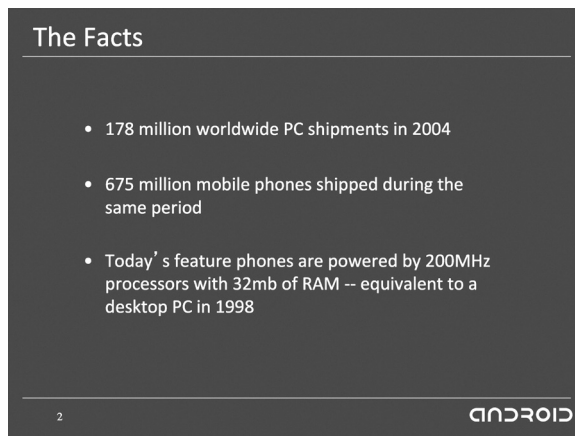 The Facts
• 178 million worldwide PC shipments in 2004
• 675 million mobile phones shipped during the
same period
• Today's feature phones are powered by 200MHz
processors with 32mb of RAM -- equivalent to a
desktop PC in 1998
2
ANDROID